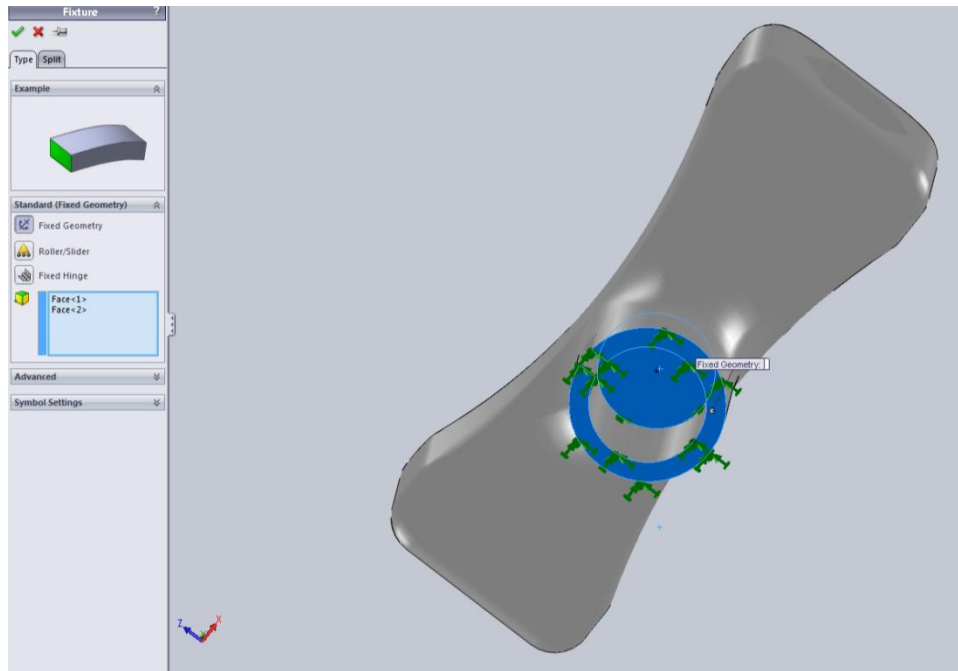 Fixture ?
Type Split
Example
Standard (Fixed Geometry)
Fixed Geometry
Roller/Slider
Fixed Hinge
Face<1>
Face<2>
Advanced
Symbol Settings
Fixed Geometry:
Z
Y
X